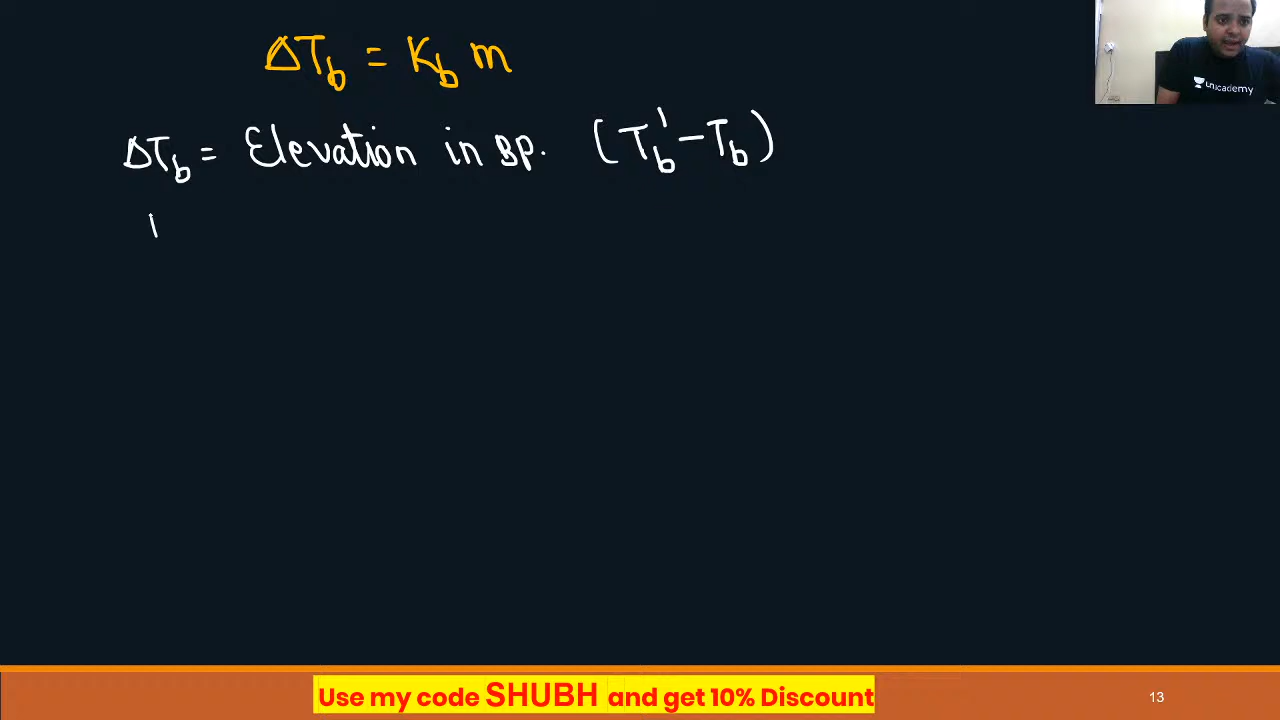 ΔT_b = K_b m
ΔT_b = Elevation in BP. (T_b' - T_b)
unacademy
Use my code SHUBH and get 10% Discount
13